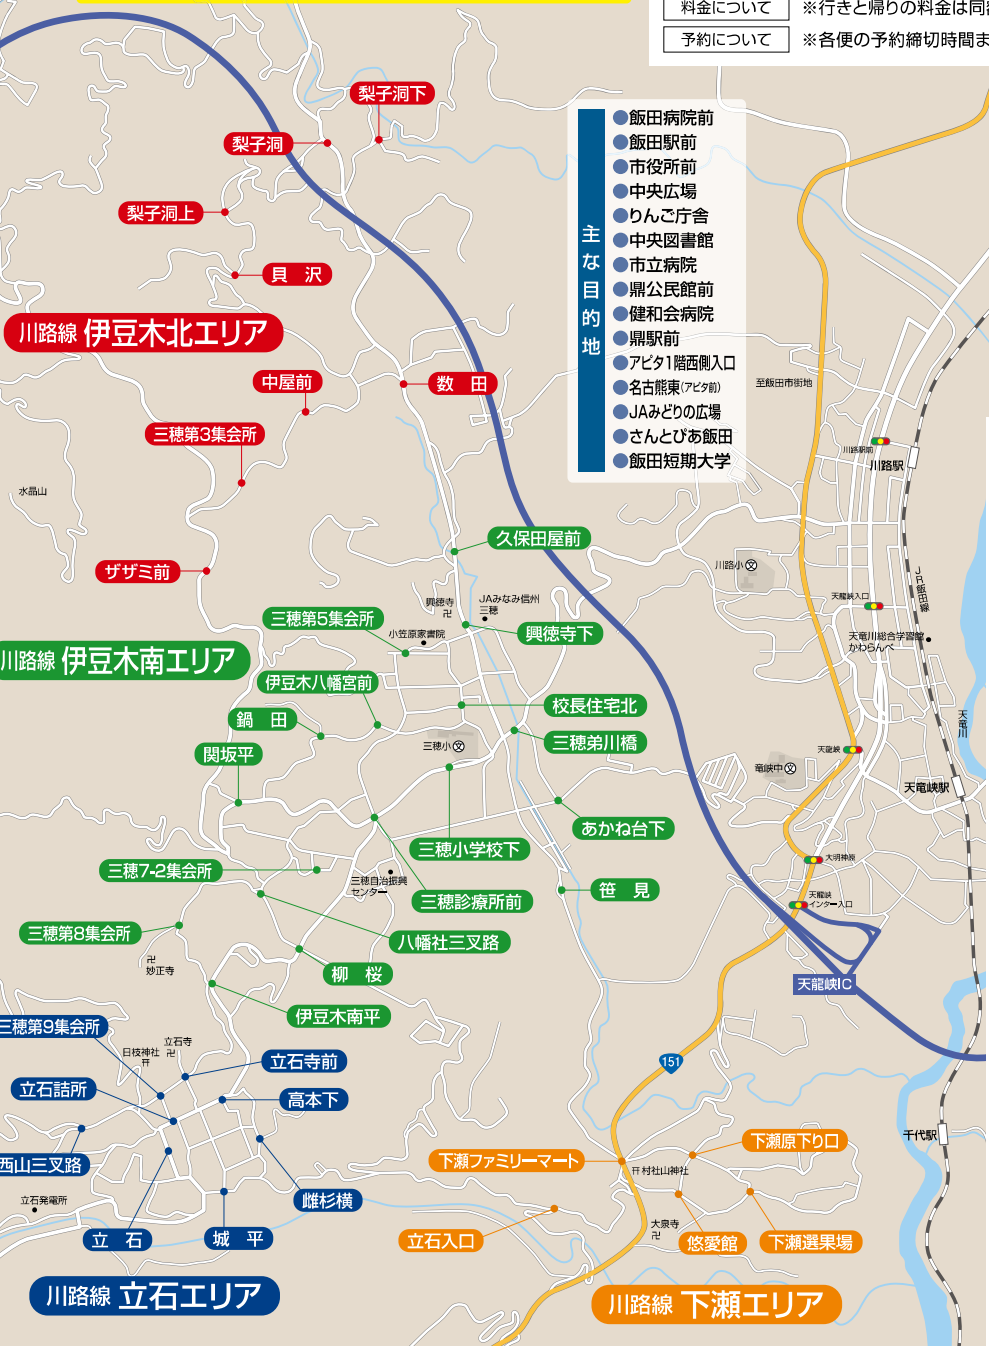 料金について
※行きと帰りの料金は同
予約について
※各便の予約締切時間ま
主な目的地
●飯田病院前
●飯田駅前
●市役所前
●中央広場
●りんご庁舎
●中央図書館
●市立病院
●鼎公民館前
●健和会病院
●鼎駅前
●アピタ1階西側入口
●名古熊東(アピタ前)
●JAみどりの広場
●さんとぴあ飯田
●飯田短期大学
梨子洞下
梨子洞
梨子洞上
貝 沢
川路線 伊豆木北エリア
中屋前
数 田
三穂第3集会所
ザザミ前
水晶山
至飯田市街地
川路駅前
川路駅
川路小
文
JR飯田線
天龍峡入口
天竜川総合学習館
かわらんべ
天竜川
久保田屋前
興徳寺
卍
JAみなみ信州
三穂
三穂第5集会所
小笠原家書院
興徳寺下
川路線 伊豆木南エリア
伊豆木八幡宮前
鍋 田
校長住宅北
三穂弟川橋
三穂小
文
関坂平
天龍峡
竜峡中
文
天竜峡駅
あかね台下
三穂小学校下
大明神原
三穂7-2集会所
三穂自治振興
センター
三穂診療所前
笹 見
天龍峡
インター入口
三穂第8集会所
八幡社三叉路
卍
妙正寺
柳 桜
天龍峡IC
伊豆木南平
三穂第9集会所
立石寺
卍
日枝神社
立石寺前
151
立石詰所
高本下
千代駅
下瀬原下り口
下瀬ファミリーマート
村社山神社
西山三叉路
立石発電所
雌杉横
立 石
城 平
立石入口
大泉寺
卍
悠愛館
下瀬選果場
川路線 立石エリア
川路線 下瀬エリア